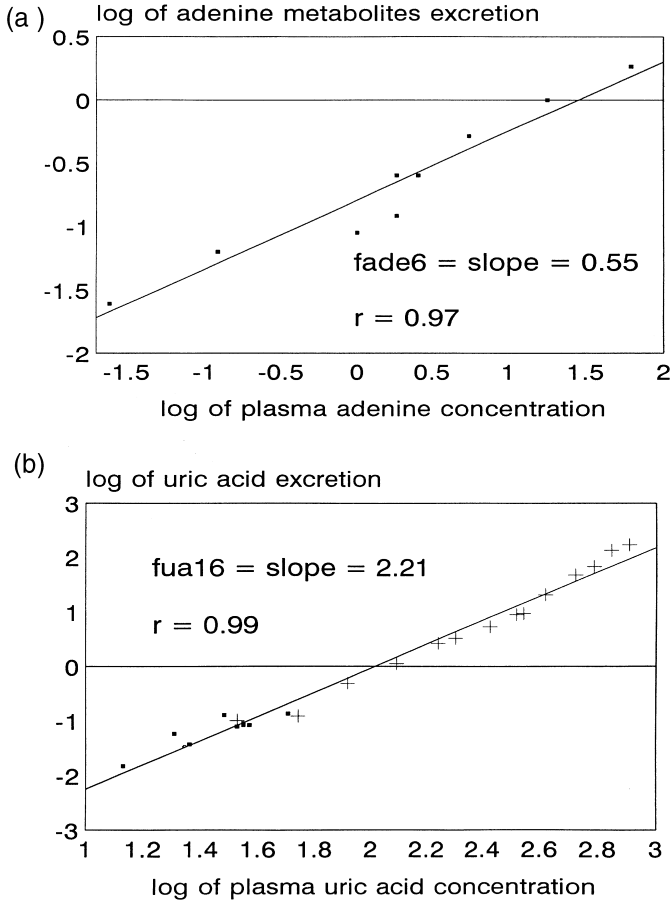 (a )
log of adenine metabolites excretion
0.5
0
-0.5
-1
-1.5
-2
fade6 = slope = 0.55
r = 0.97
-1.5 -1 -0.5 0 0.5 1 1.5 2
log of plasma adenine concentration
(b)
log of uric acid excretion
3
2
1
0
-1
-2
-3
fua16 = slope = 2.21
r = 0.99
1 1.2 1.4 1.6 1.8 2 2.2 2.4 2.6 2.8 3
log of plasma uric acid concentration